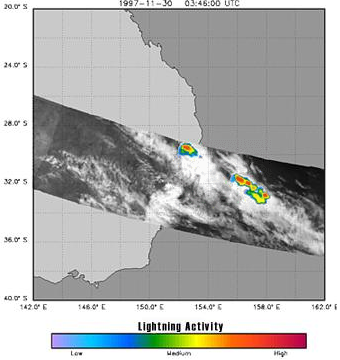 1997-11-30 03:46:00 UTC
20.0° S
24.0° S
28.0° S
32.0° S
36.0° S
40.0° S
142.0 E 146.0 E 150.0 E 154.0 E 158.0 E 162.0 E
Lightning Activity
Low Medium High